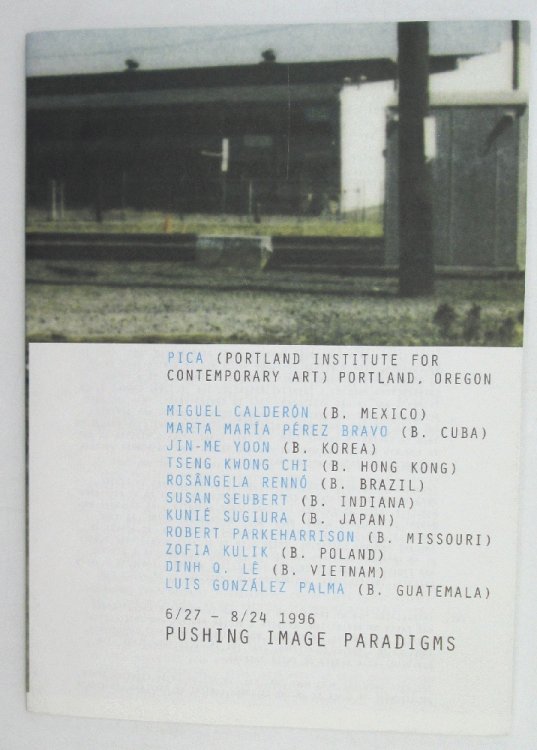 PICA (PORTLAND INSTITUTE FOR
CONTEMPORARY ART) PORTLAND, OREGON
MIGUEL CALDERÓN (B. MEXICO)
MARTA MARÍA PÉREZ BRAVO (B. CUBA)
JIN-ME YOON (B. KOREA)
TSENG KWONG CHI (B. HONG KONG)
ROSÂNGELA RENNÓ (B. BRAZIL)
SUSAN SEUBERT (B. INDIANA)
KUNIÉ SUGIURA (B. JAPAN)
ROBERT PARKEHARRISON (B. MISSOURI)
ZOFIA KULIK (B. POLAND)
DINH Q. LÊ (B. VIETNAM)
LUIS GONZÁLEZ PALMA (B. GUATEMALA)
6/27 - 8/24 1996
PUSHING IMAGE PARADIGMS